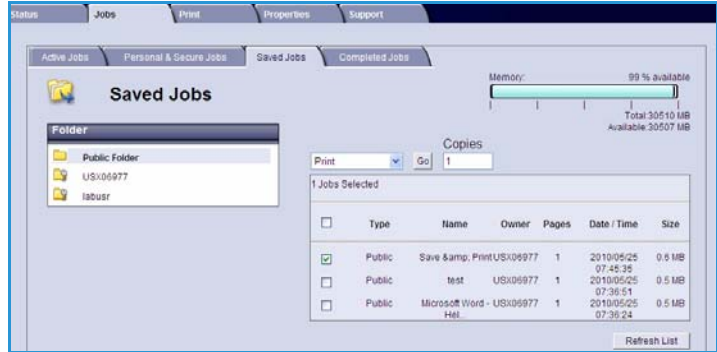 Status Jobs Print Properties Support
Active Jobs Personal & Secure Jobs Saved Jobs Completed Jobs
Saved Jobs
Memory: 99 % available
Total:30510 MB
Available:30507 MB
Folder
Public Folder
USX06977
labusr
Copies
Print Go 1
1 Jobs Selected
Type Name Owner Pages Date / Time Size
Public Save &amp; Print USX06977 1 2010/05/25 07:45:35 0.6 MB
Public test USX06977 1 2010/05/25 07:36:51 0.5 MB
Public Microsoft Word - Hel... USX06977 1 2010/05/25 07:36:24 0.5 MB
Refresh List